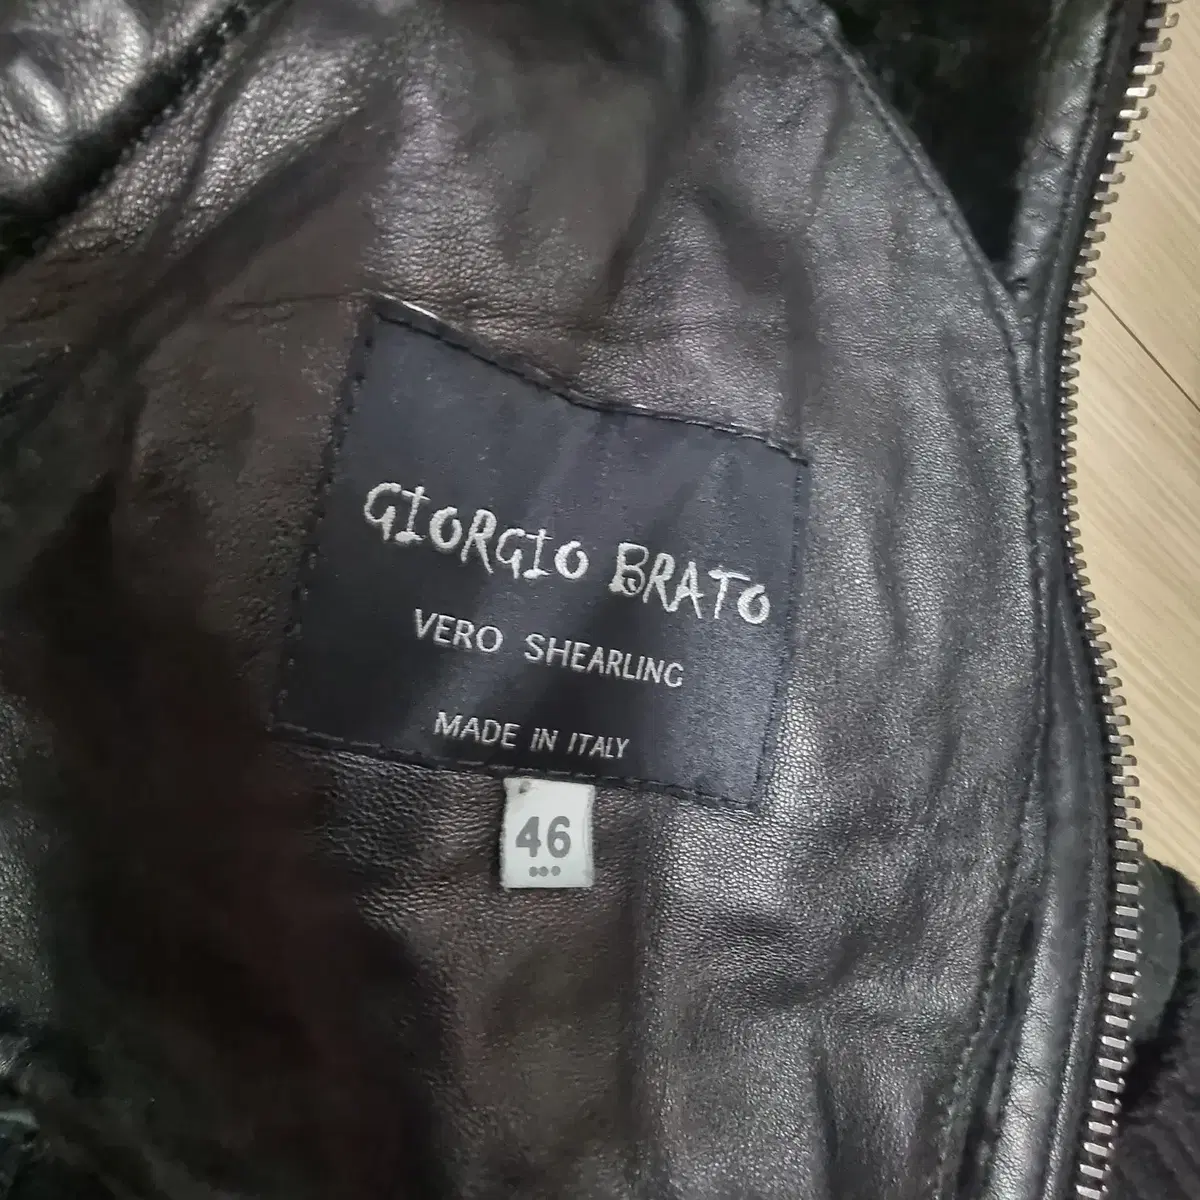 GIORGIO BRATO
VERO SHEARLING
MADE IN ITALY
46